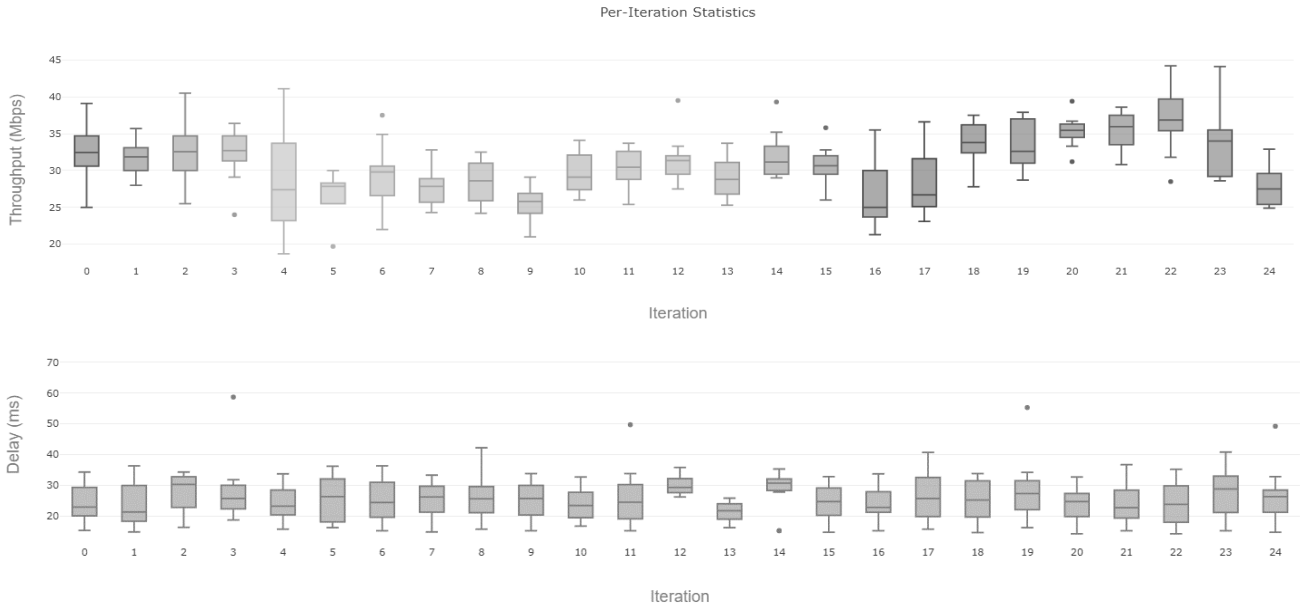 Per-Iteration Statistics
Throughput (Mbps)
45
40
35
30
25
20
0 1 2 3 4 5 6 7 8 9 10 11 12 13 14 15 16 17 18 19 20 21 22 23 24
Iteration
Delay (ms)
70
60
50
40
30
20
0 1 2 3 4 5 6 7 8 9 10 11 12 13 14 15 16 17 18 19 20 21 22 23 24
Iteration